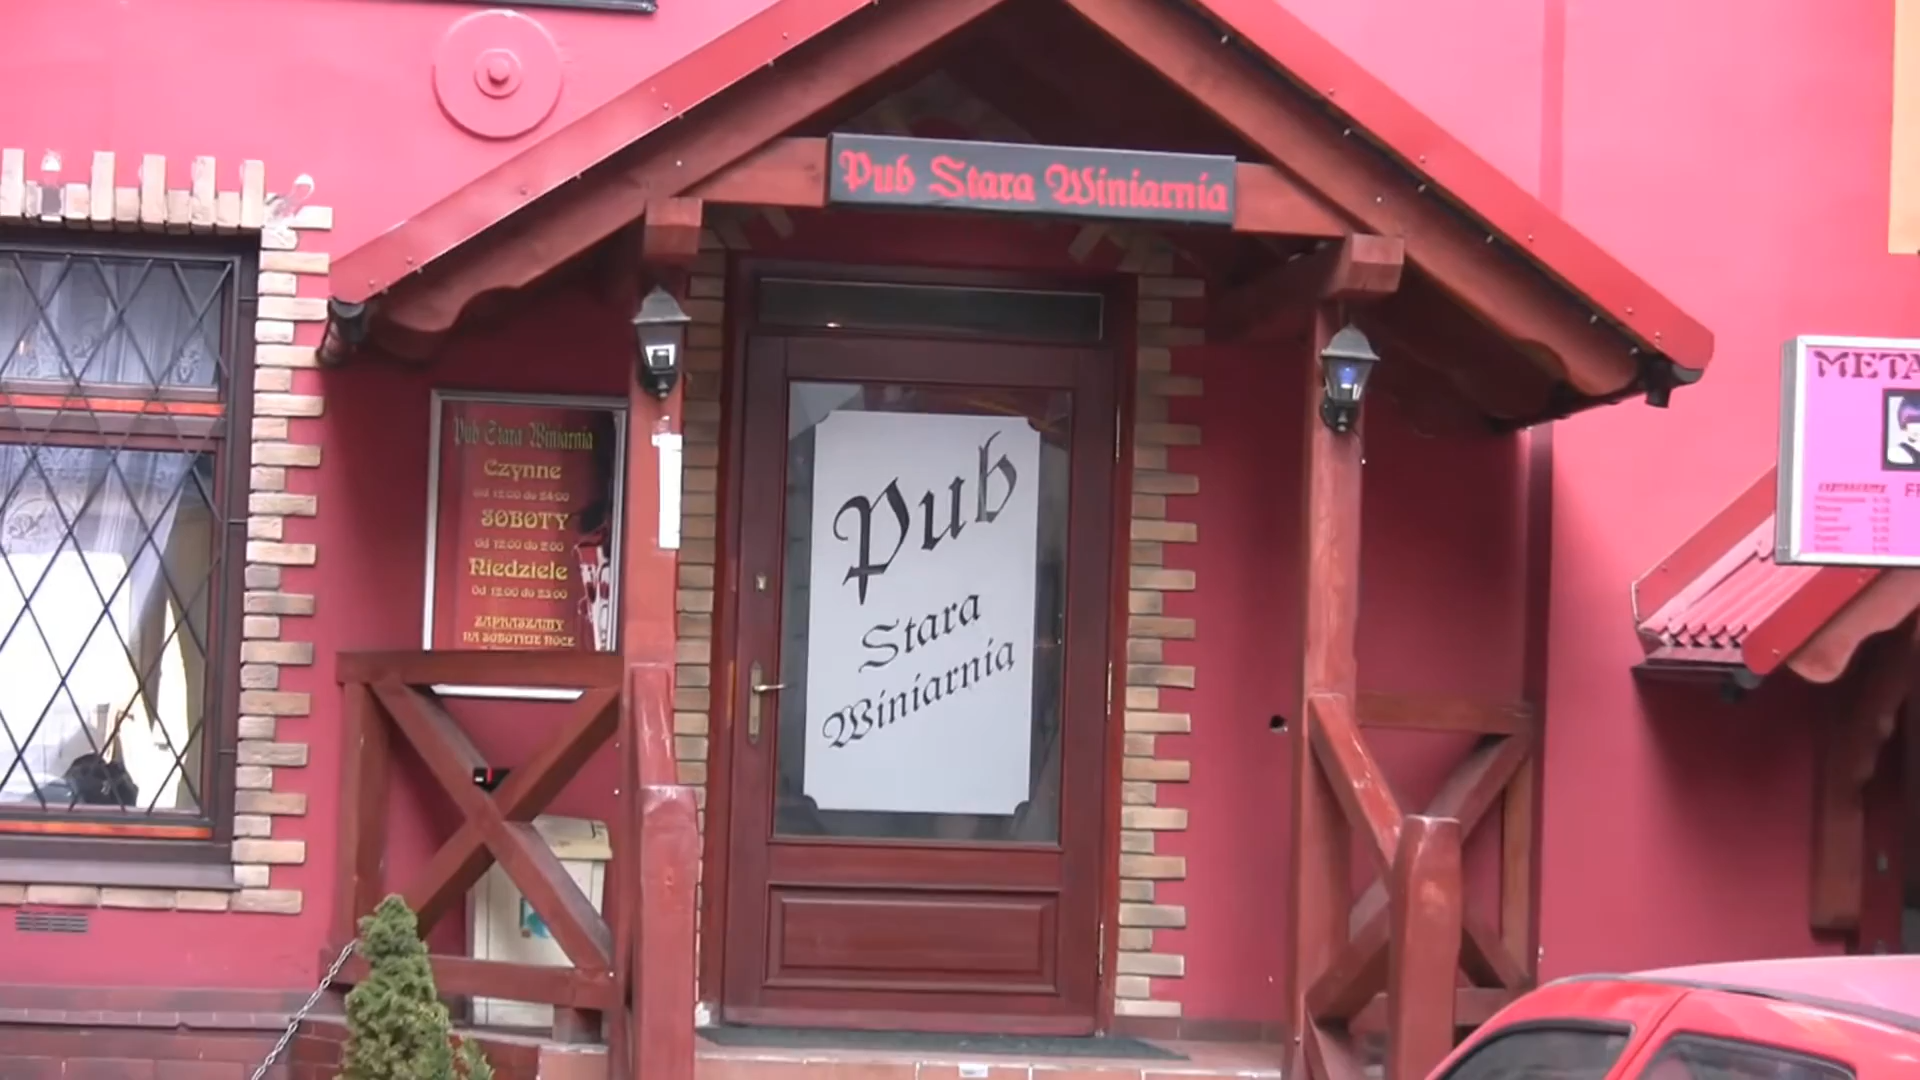 Pub Stara Winiarnia
Pub Stara Winiarnia
Czynne
od 12:00 do 24:00
SOBOTY
Od 12:00 do 2:00
Niedziele
Od 12:00 do 23:00
ZAPRASZAMY
NA SOBOTNIE NOCE
Pub
Stara
Winiarnia
META
ZAPRASZAMY